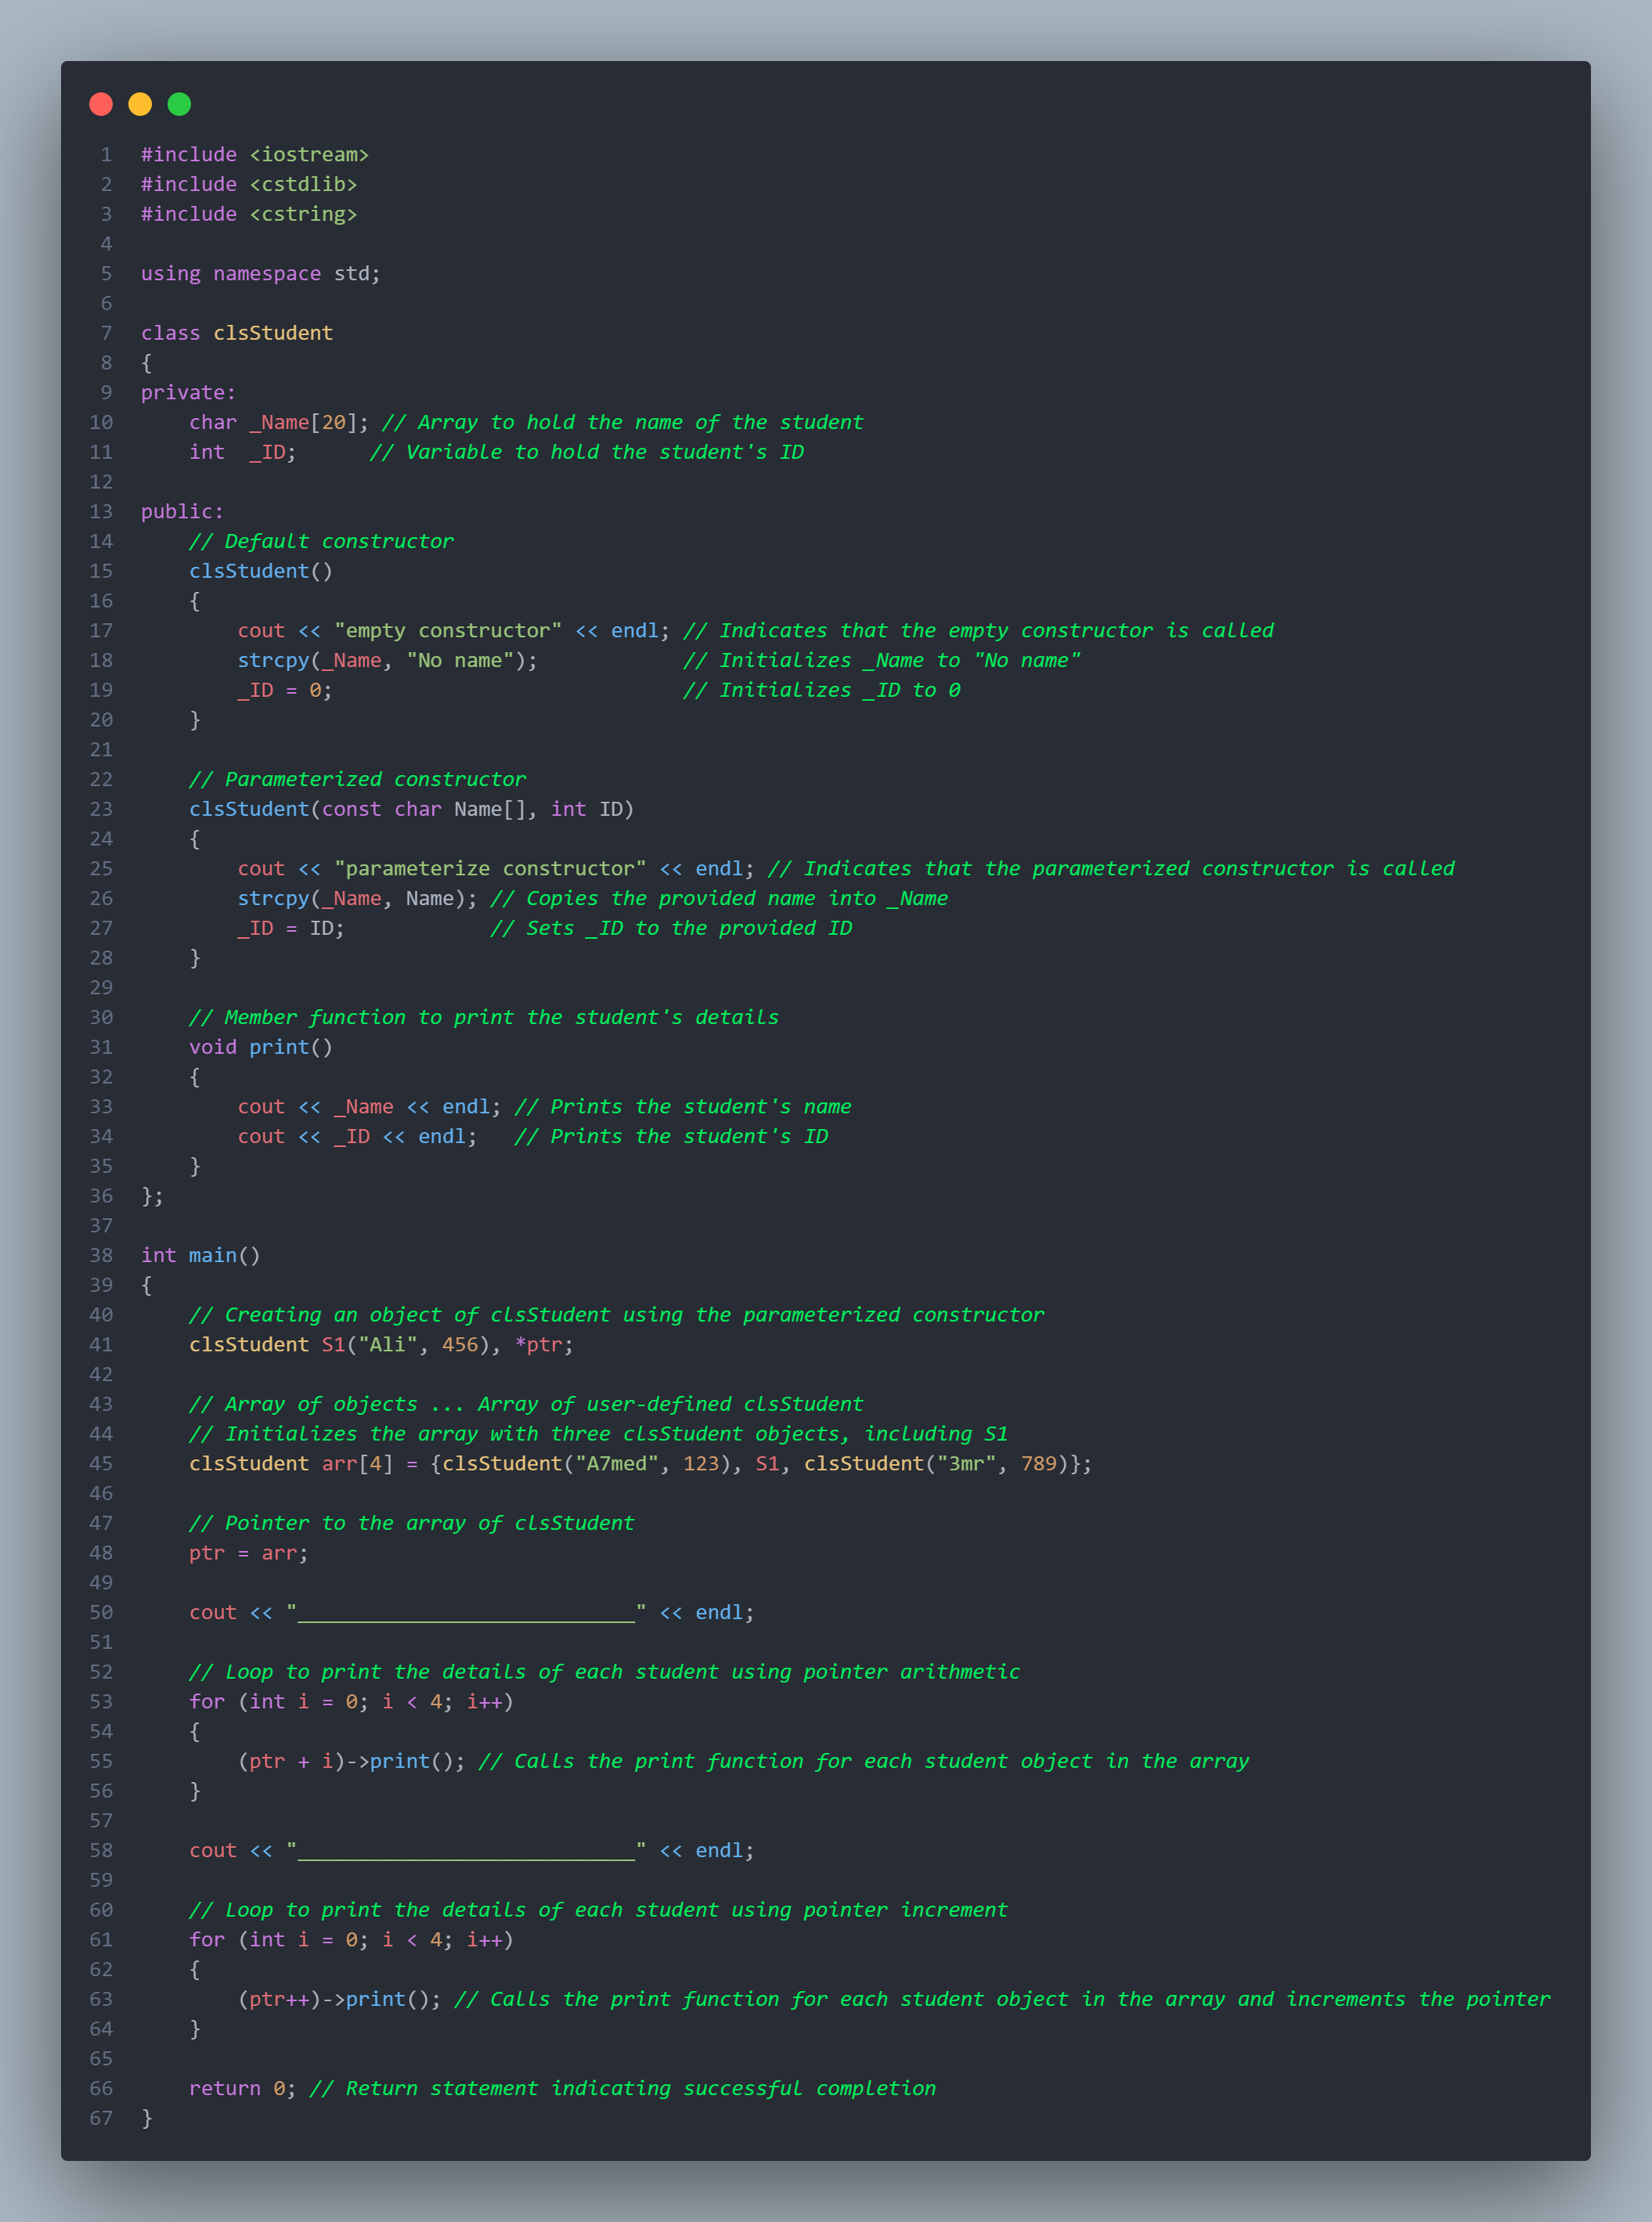 1 #include <iostream>
2 #include <cstdlib>
3 #include <cstring>
4
5 using namespace std;
6
7 class clsStudent
8 {
9 private:
10     char _Name[20]; // Array to hold the name of the student
11     int  _ID;      // Variable to hold the student's ID
12
13 public:
14     // Default constructor
15     clsStudent()
16     {
17         cout << "empty constructor" << endl; // Indicates that the empty constructor is called
18         strcpy(_Name, "No name");            // Initializes _Name to "No name"
19         _ID = 0;                             // Initializes _ID to 0
20     }
21
22     // Parameterized constructor
23     clsStudent(const char Name[], int ID)
24     {
25         cout << "parameterize constructor" << endl; // Indicates that the parameterized constructor is called
26         strcpy(_Name, Name); // Copies the provided name into _Name
27         _ID = ID;            // Sets _ID to the provided ID
28     }
29
30     // Member function to print the student's details
31     void print()
32     {
33         cout << _Name << endl; // Prints the student's name
34         cout << _ID << endl;   // Prints the student's ID
35     }
36 };
37
38 int main()
39 {
40     // Creating an object of clsStudent using the parameterized constructor
41     clsStudent S1("Ali", 456), *ptr;
42
43     // Array of objects ... Array of user-defined clsStudent
44     // Initializes the array with three clsStudent objects, including S1
45     clsStudent arr[4] = {clsStudent("A7med", 123), S1, clsStudent("3mr", 789)};
46
47     // Pointer to the array of clsStudent
48     ptr = arr;
49
50     cout << "____________________________" << endl;
51
52     // Loop to print the details of each student using pointer arithmetic
53     for (int i = 0; i < 4; i++)
54     {
55         (ptr + i)->print(); // Calls the print function for each student object in the array
56     }
57
58     cout << "____________________________" << endl;
59
60     // Loop to print the details of each student using pointer increment
61     for (int i = 0; i < 4; i++)
62     {
63         (ptr++)->print(); // Calls the print function for each student object in the array and increments the pointer
64     }
65
66     return 0; // Return statement indicating successful completion
67 }